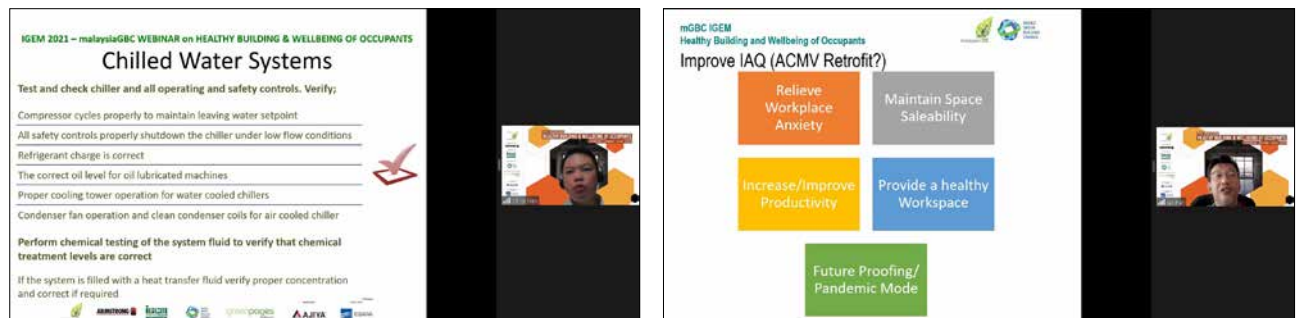 IGEM 2021 – malaysiaGBC WEBINAR on HEALTHY BUILDING & WELLBEING OF OCCUPANTS
Chilled Water Systems
Test and check chiller and all operating and safety controls. Verify;
Compressor cycles properly to maintain leaving water setpoint
All safety controls properly shutdown the chiller under low flow conditions
Refrigerant charge is correct
The correct oil level for oil lubricated machines
Proper cooling tower operation for water cooled chillers
Condenser fan operation and clean condenser coils for air cooled chiller
Perform chemical testing of the system fluid to verify that chemical
treatment levels are correct
If the system is filled with a heat transfer fluid verify proper concentration
and correct if required
ARMSTRONG
greenpages
AJIYA
mGBC IGEM
Healthy Building and Wellbeing of Occupants
Improve IAQ (ACMV Retrofit?)
Relieve
Workplace
Anxiety
Maintain Space
Saleability
Increase/Improve
Productivity
Provide a healthy
Workspace
Future Proofing/
Pandemic Mode